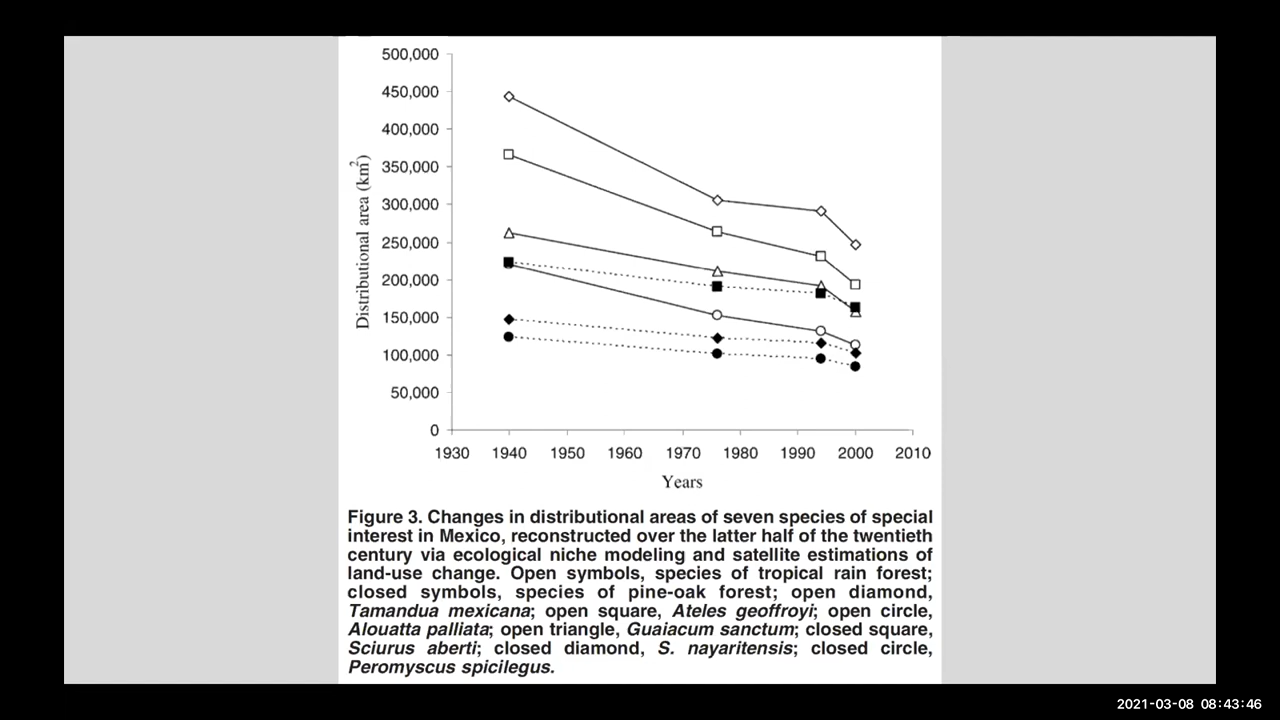 500,000
450,000
400,000
350,000
300,000
250,000
200,000
150,000
100,000
50,000
0
Distributional area (km2)
1930 1940 1950 1960 1970 1980 1990 2000 2010
Years
Figure 3. Changes in distributional areas of seven species of special
interest in Mexico, reconstructed over the latter half of the twentieth
century via ecological niche modeling and satellite estimations of
land-use change. Open symbols, species of tropical rain forest;
closed symbols, species of pine-oak forest; open diamond,
Tamandua mexicana; open square, Ateles geoffroyi; open circle,
Alouatta palliata; open triangle, Guaiacum sanctum; closed square,
Sciurus aberti; closed diamond, S. nayaritensis; closed circle,
Peromyscus spicilegus.
2021-03-08 08:43:46